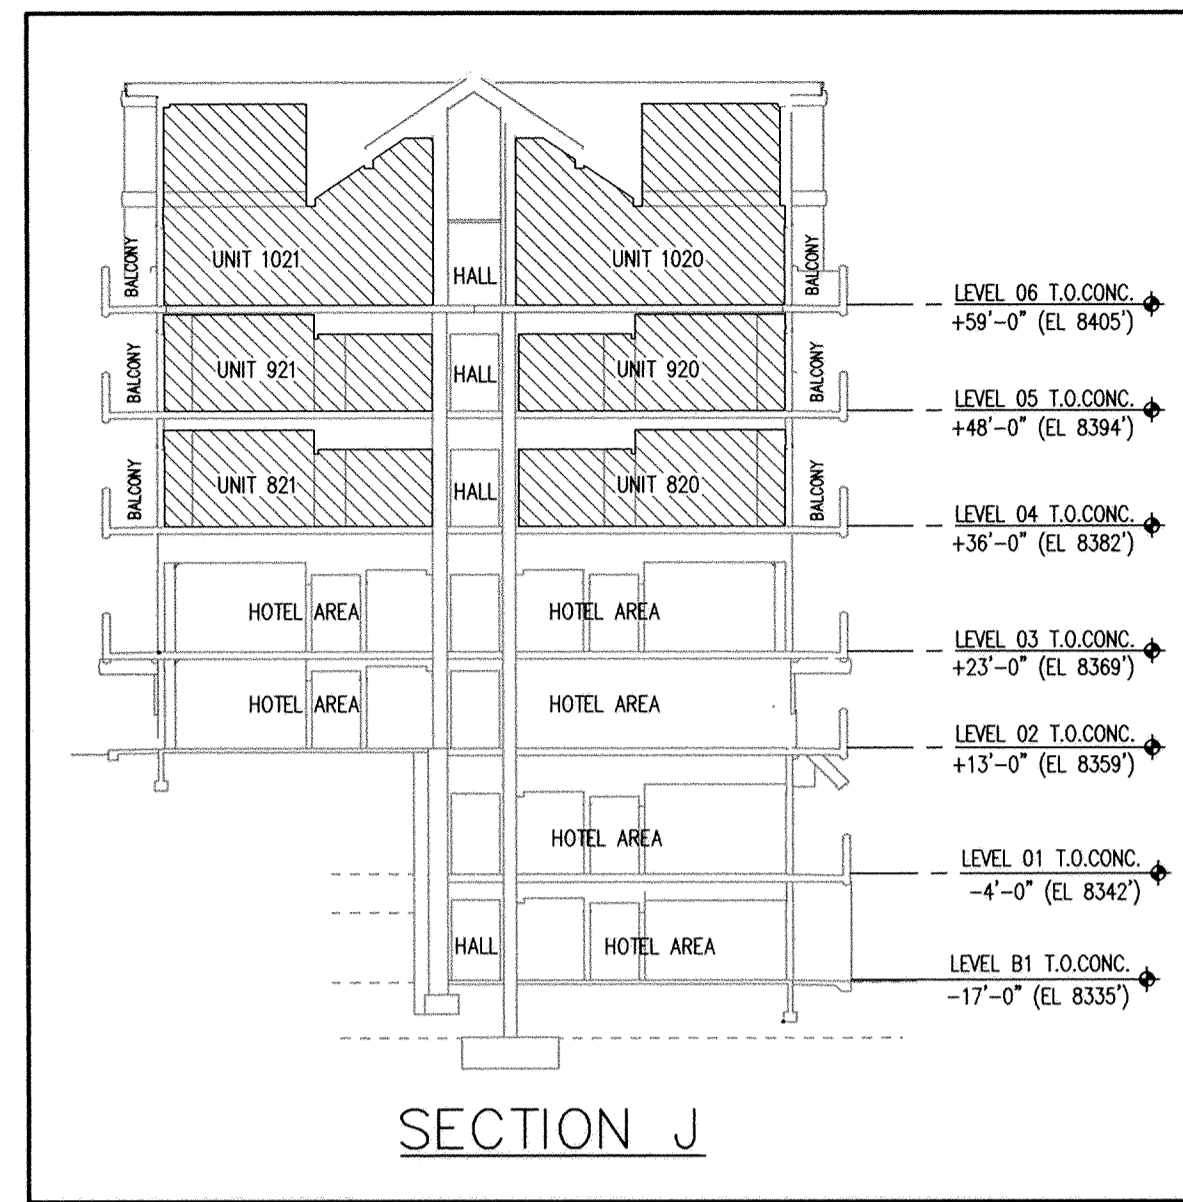 UNIT 1021
UNIT 1020
BALCONY
HALL
BALCONY
LEVEL 06 T.O.CONC.
+59'-0" (EL 8405')
BALCONY
UNIT 921
HALL
UNIT 920
BALCONY
LEVEL 05 T.O.CONC.
+48'-0" (EL 8394')
BALCONY
UNIT 821
HALL
UNIT 820
BALCONY
LEVEL 04 T.O.CONC.
+36'-0" (EL 8382')
HOTEL AREA
HOTEL AREA
LEVEL 03 T.O.CONC.
+23'-0" (EL 8369')
HOTEL AREA
HOTEL AREA
LEVEL 02 T.O.CONC.
+13'-0" (EL 8359')
HOTEL AREA
LEVEL 01 T.O.CONC.
-4'-0" (EL 8342')
HALL
HOTEL AREA
LEVEL B1 T.O.CONC.
-17'-0" (EL 8335')
SECTION J